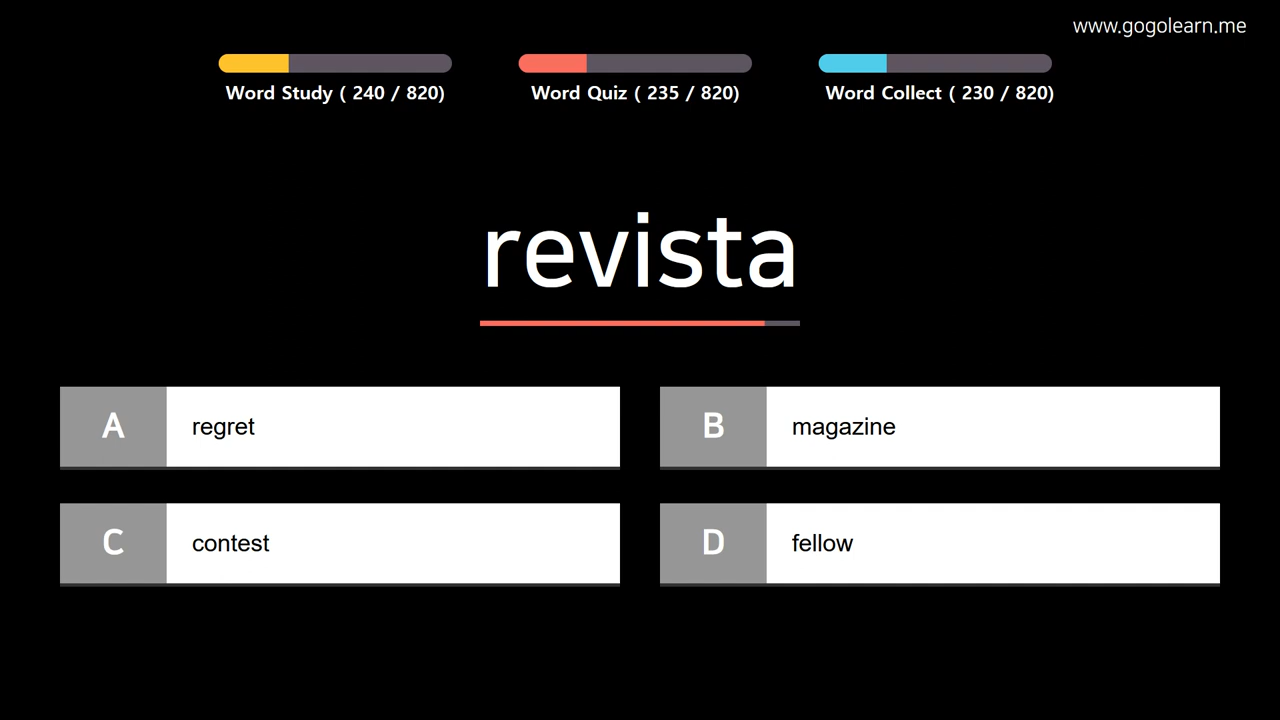 www.gogolearn.me
Word Study ( 240 / 820)
Word Quiz ( 235 / 820)
Word Collect ( 230 / 820)
revista
A regret
B magazine
C contest
D fellow